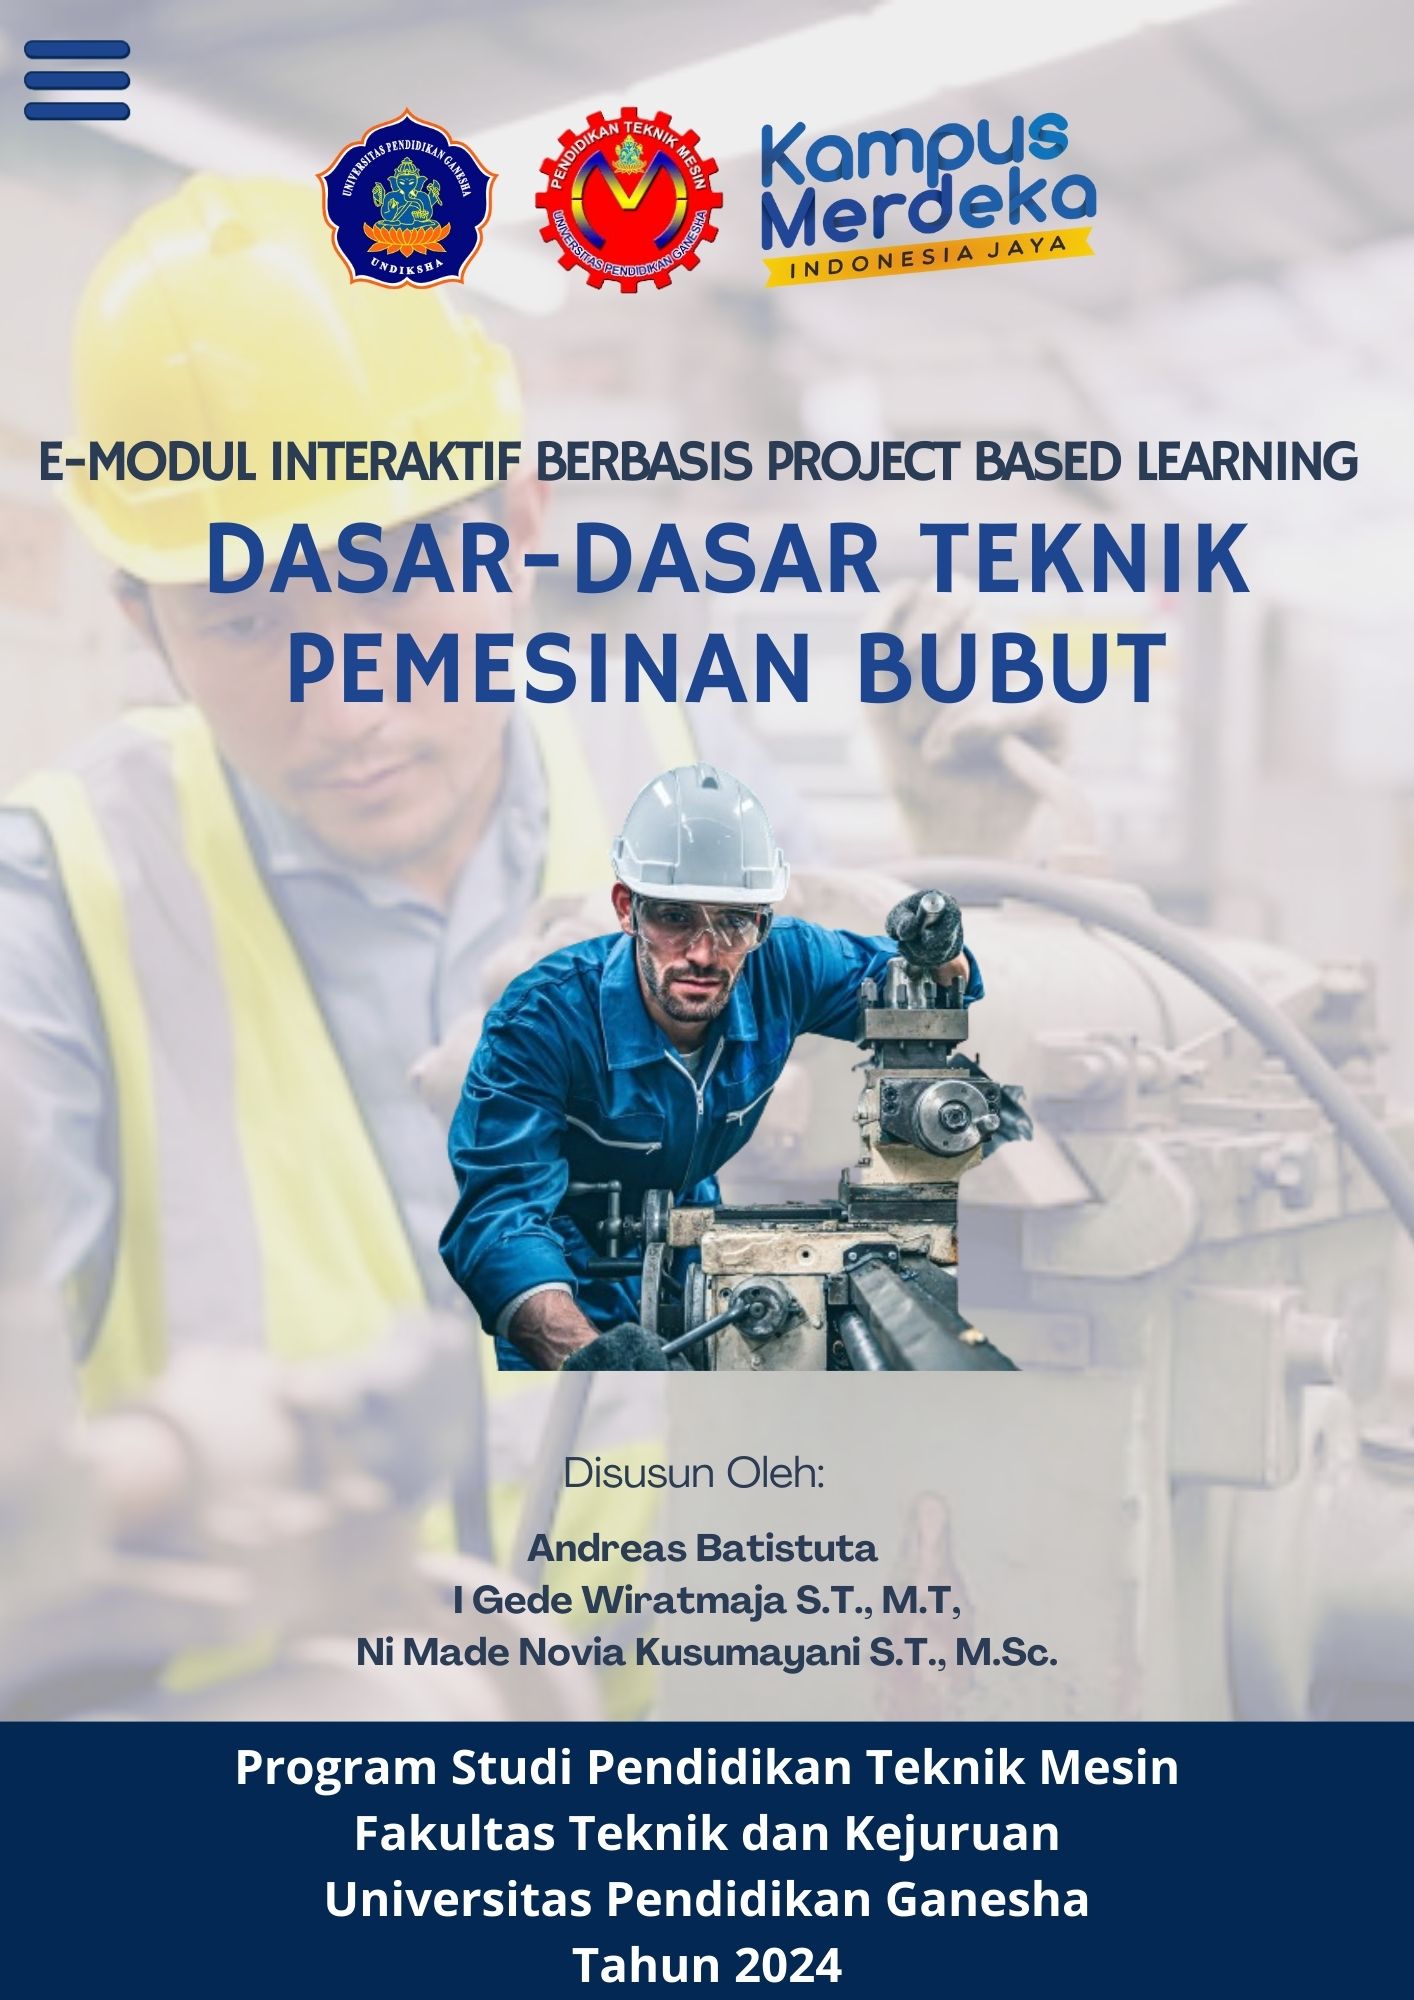 UNIVERSITAS PENDIDIKAN GANESHA
UNDIKSHA
PENDIDIKAN TEKNIK MESIN
UNIVERSITAS PENDIDIKAN GANESHA
Kampus
Merdeka
INDONESIA JAYA
E-MODUL INTERAKTIF BERBASIS PROJECT BASED LEARNING
DASAR-DASAR TEKNIK
PEMESINAN BUBUT
Disusun Oleh:
Andreas Batistuta
I Gede Wiratmaja S.T., M.T,
Ni Made Novia Kusumayani S.T., M.Sc.
Program Studi Pendidikan Teknik Mesin
Fakultas Teknik dan Kejuruan
Universitas Pendidikan Ganesha
Tahun 2024